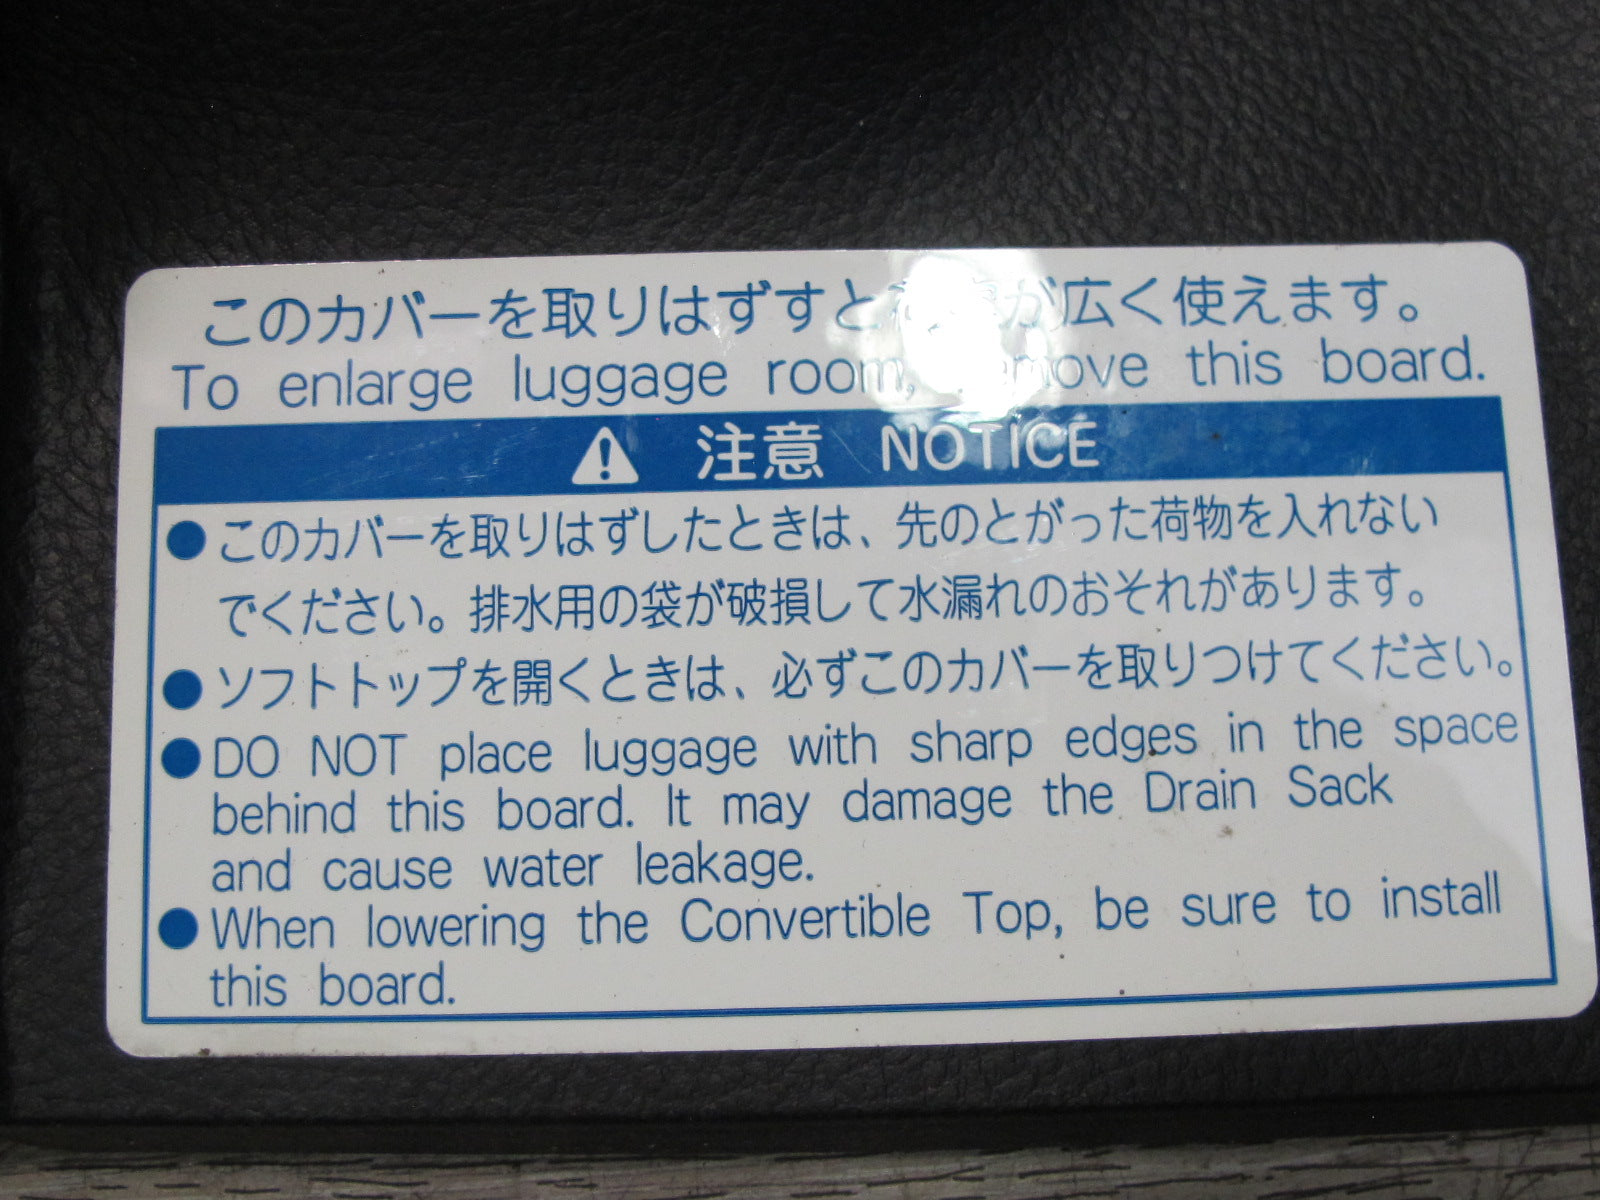 このカバーを取りはずすと が広く使えます。
To enlarge luggage room, remove this board.
注意 NOTICE
●このカバーを取りはずしたときは、先のとがった荷物を入れない
でください。排水用の袋が破損して水漏れのおそれがあります。
●ソフトトップを開くときは、必ずこのカバーを取りつけてください。
●DO NOT place luggage with sharp edges in the space
behind this board. It may damage the Drain Sack
and cause water leakage.
●When lowering the Convertible Top, be sure to install
this board.